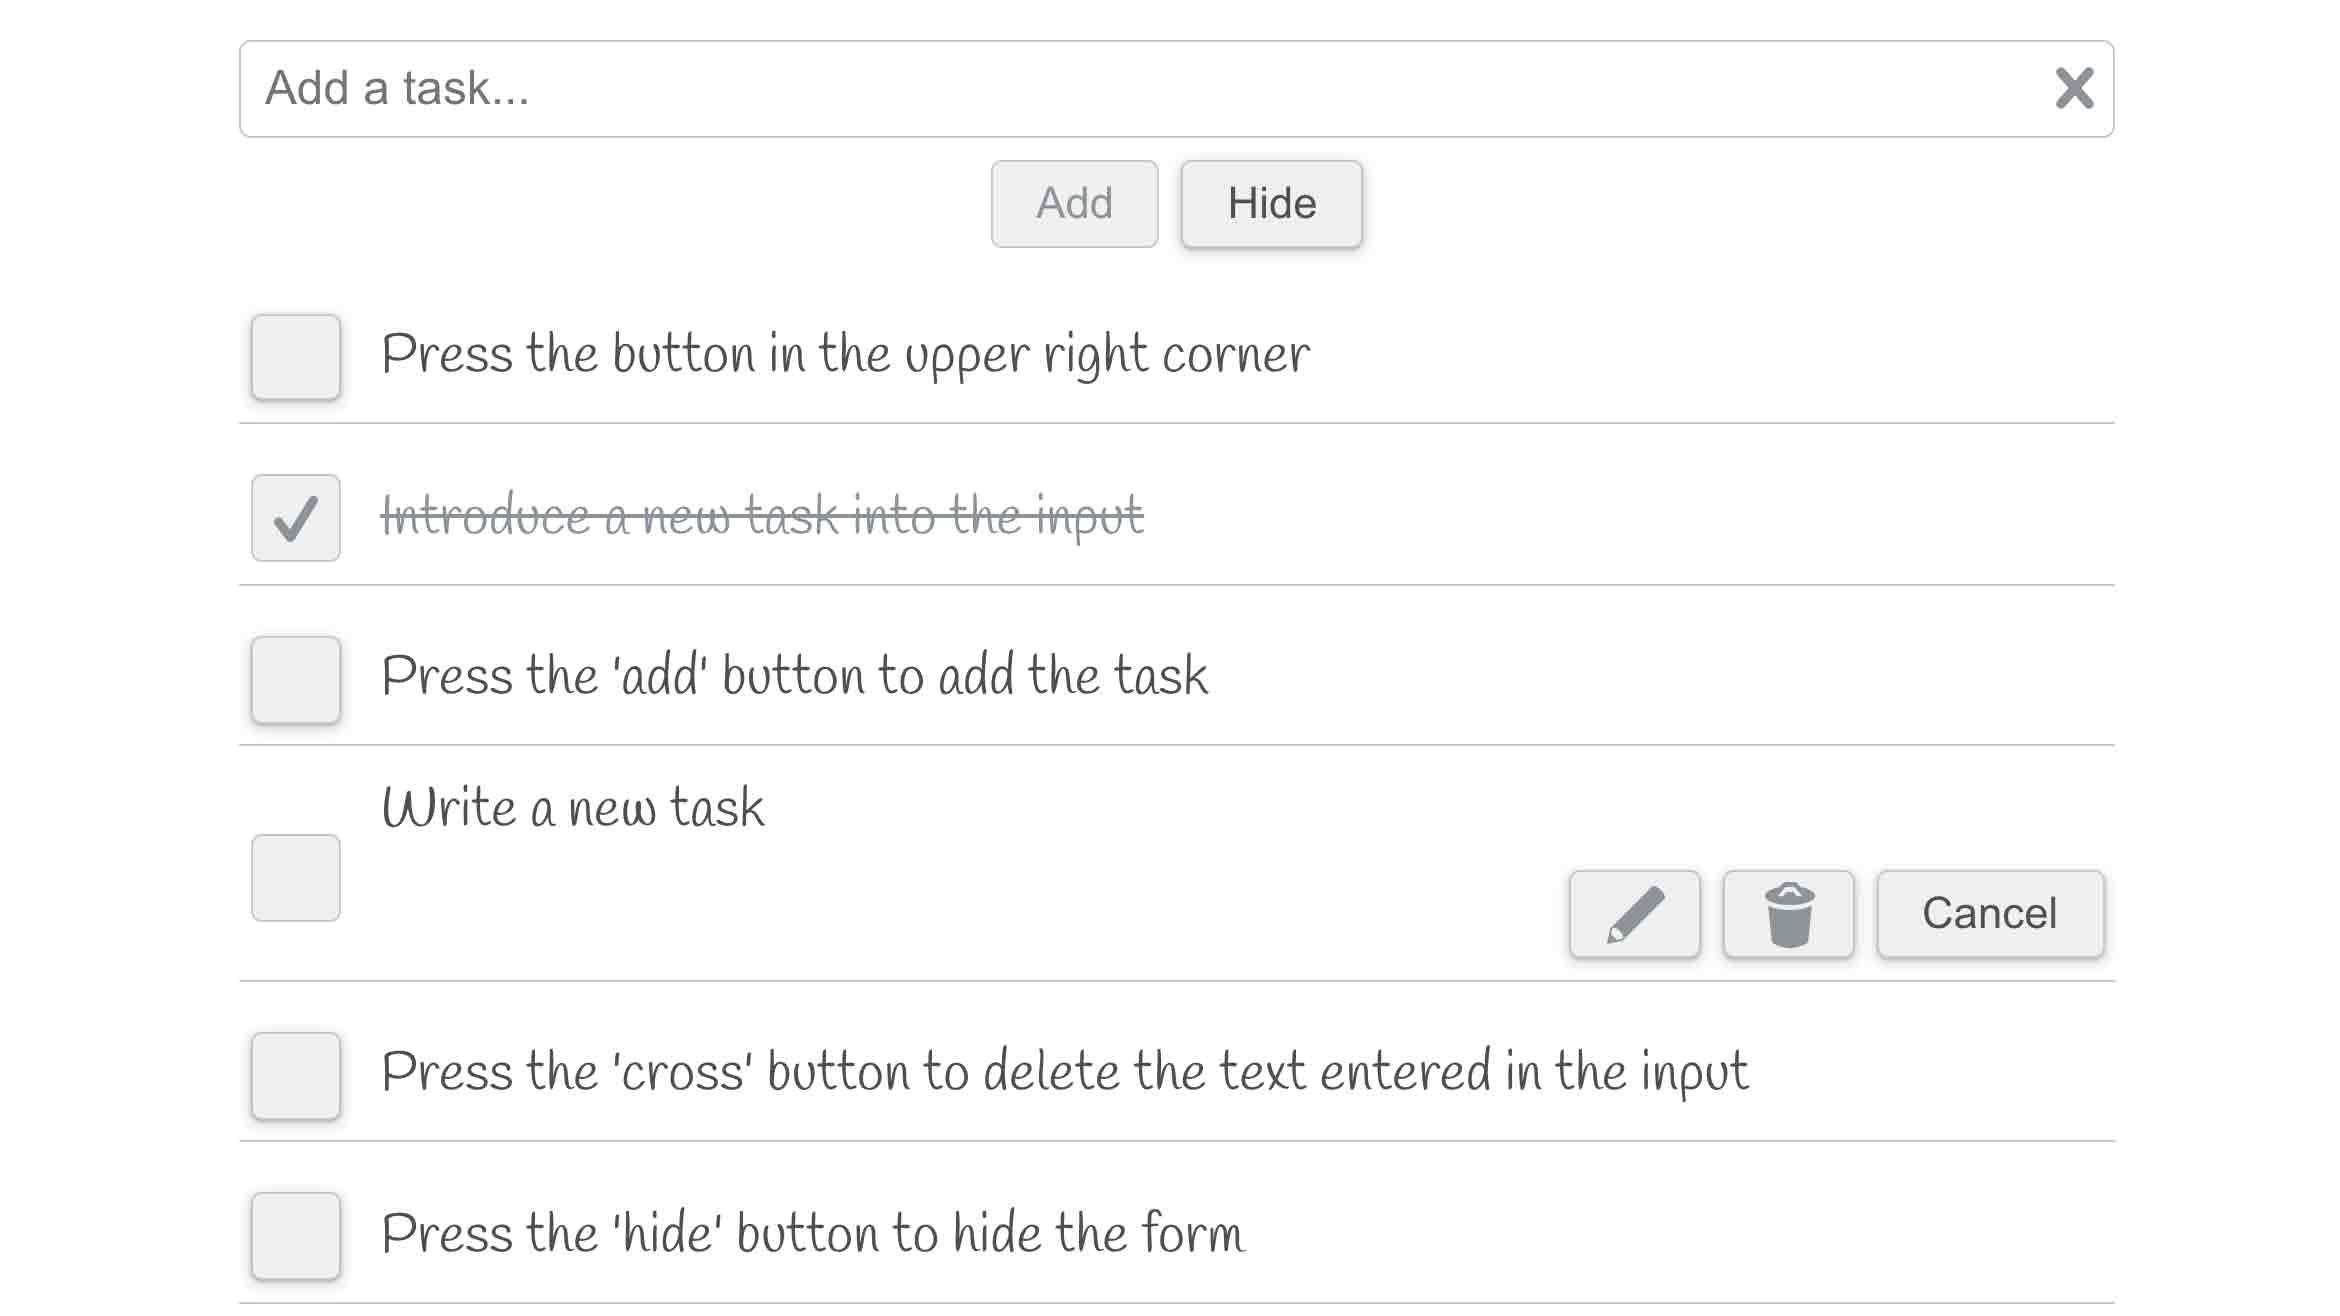 Add a task...
Add Hide
Press the button in the upper right corner
Introduce a new task into the input
Press the 'add' button to add the task
Write a new task
Cancel
Press the 'cross' button to delete the text entered in the input
Press the 'hide' button to hide the form